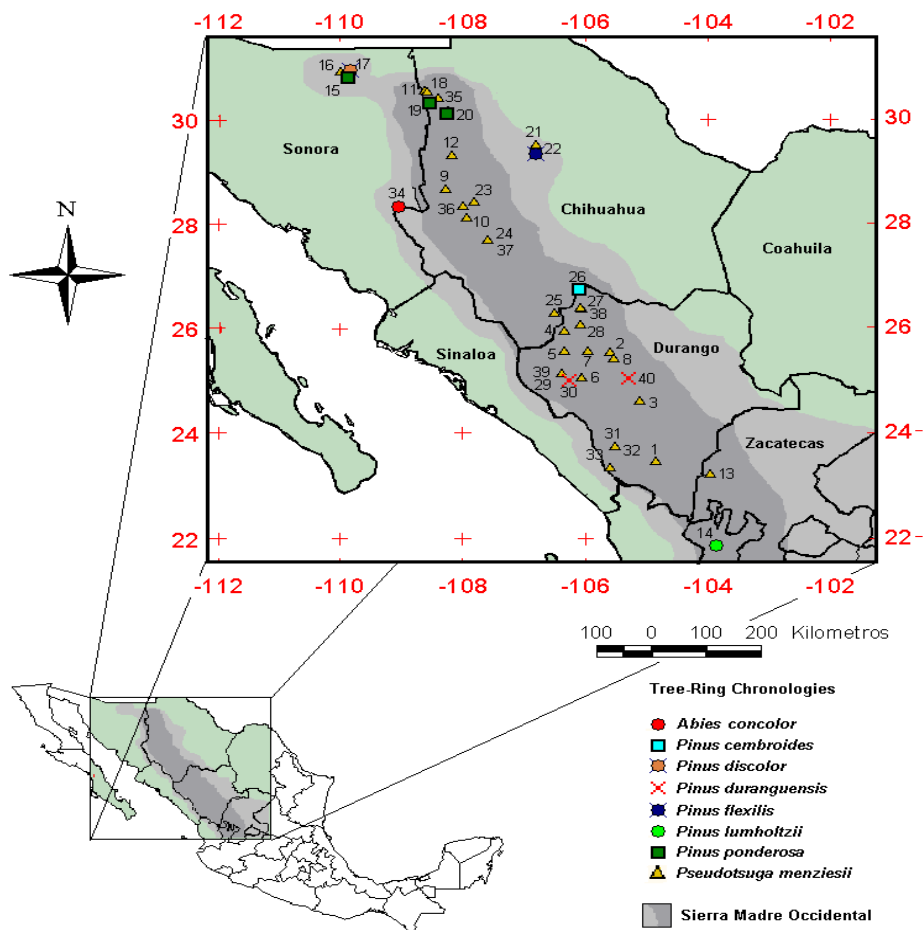 -112 -110 -108 -106 -104 -102
16 17
15
11 18
35
19
20
30 30
21
22
Sonora
12
9
23
34
36
10
Chihuahua
28 28
24
37
Coahuila
N
26
25 27
38
26 26
4 28
Sinaloa
Durango
5 7 2
8
39
29 30 6 40
3
24 24
Zacatecas
31
33 32 1
13
14
22 22
-112 -110 -108 -106 -104 -102
100 0 100 200 Kilometros
Tree-Ring Chronologies
Abies concolor
Pinus cembroides
Pinus discolor
Pinus duranguensis
Pinus flexilis
Pinus lumholtzii
Pinus ponderosa
Pseudotsuga menziesii
Sierra Madre Occidental